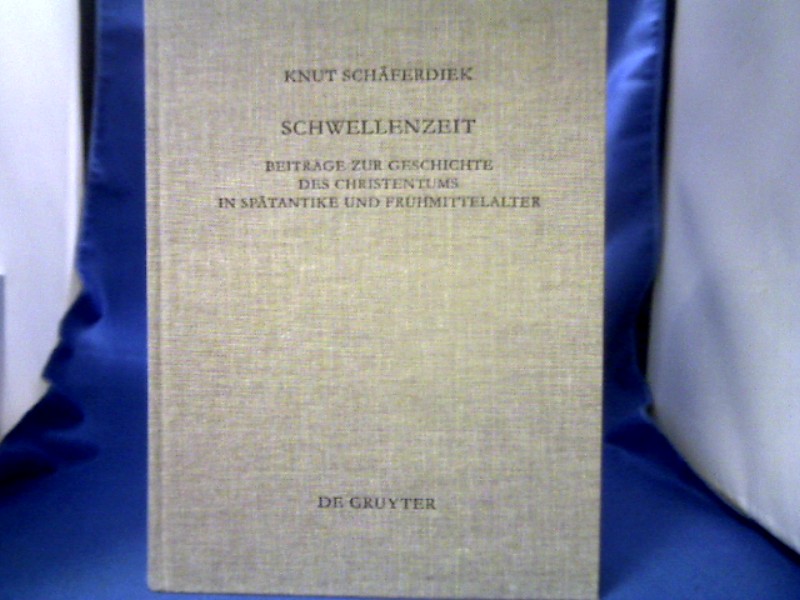 KNUT SCHÄFERDIEK
SCHWELLENZEIT
BEITRÄGE ZUR GESCHICHTE
DES CHRISTENTUMS
IN SPÄTANTIKE UND FRÜHMITTELALTER
DE GRUYTER